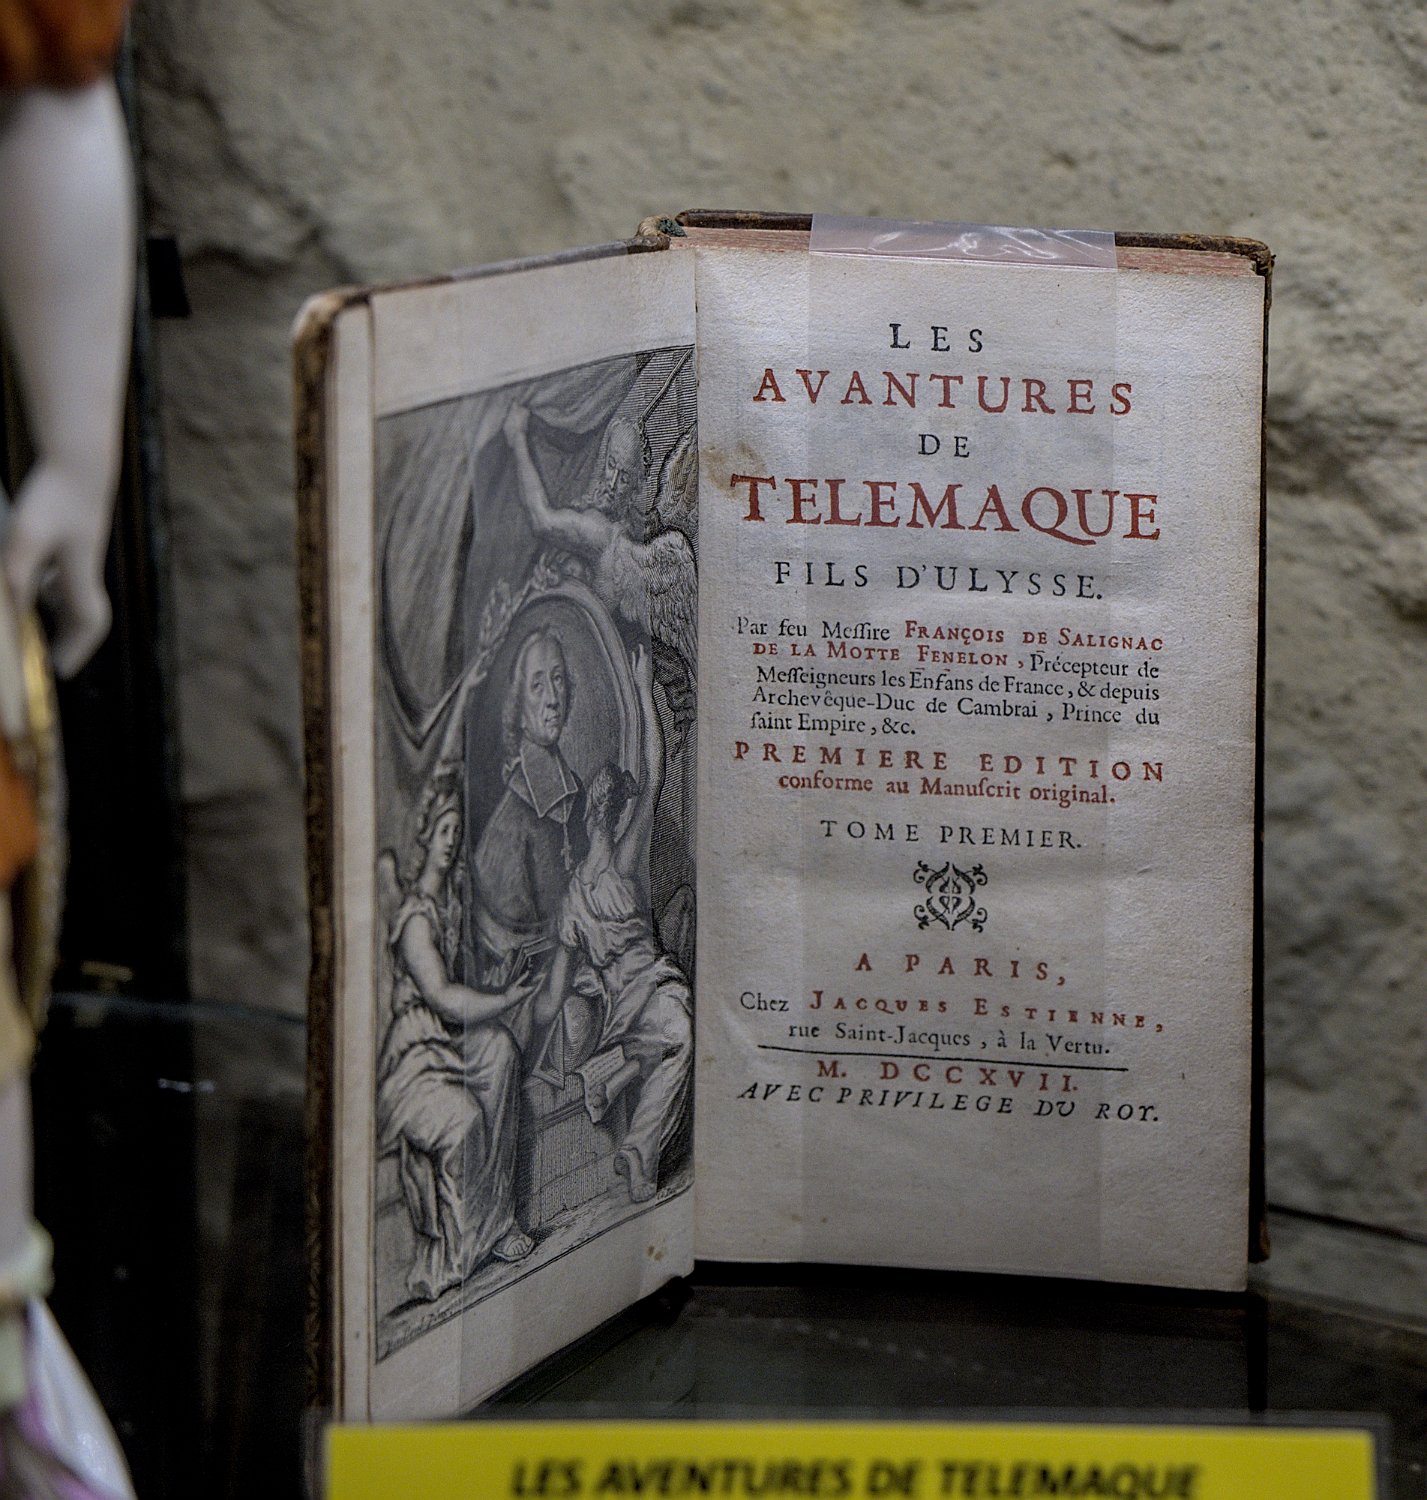 LES
AVANTURES
DE
TELEMAQUE
FILS D'ULYSSE.
Par feu Meſſire FRANÇOIS DE SALIGNAC
DE LA MOTTE FENELON, Précepteur de
Meſſeigneurs les Enfans de France, & depuis
Archevêque-Duc de Cambrai, Prince du
ſaint Empire, &c.
PREMIERE EDITION
conforme au Manuſcrit original.
TOME PREMIER.
A PARIS,
Chez JACQUES ESTIENNE,
rue Saint-Jacques, à la Vertu.
M. DCCXVII.
AVEC PRIVILEGE DU ROY.
LES AVENTURES DE TELEMAQUE